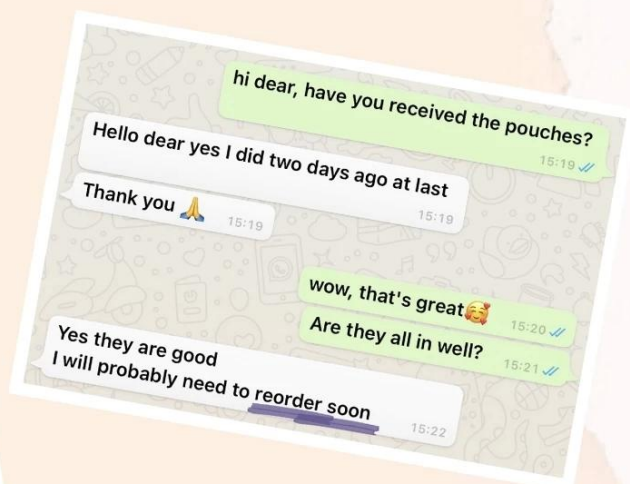 hi dear, have you received the pouches?
15:19
Hello dear yes I did two days ago at last
15:19
Thank you 🙏
15:19
wow, that's great🥰
15:20
Are they all in well?
15:21
Yes they are good
I will probably need to reorder soon
15:22